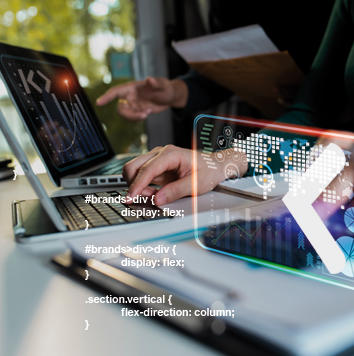 }
#brands>div {
display: flex;
}
#brands>div>div {
display: flex;
}
.section.vertical {
flex-direction: column;
}